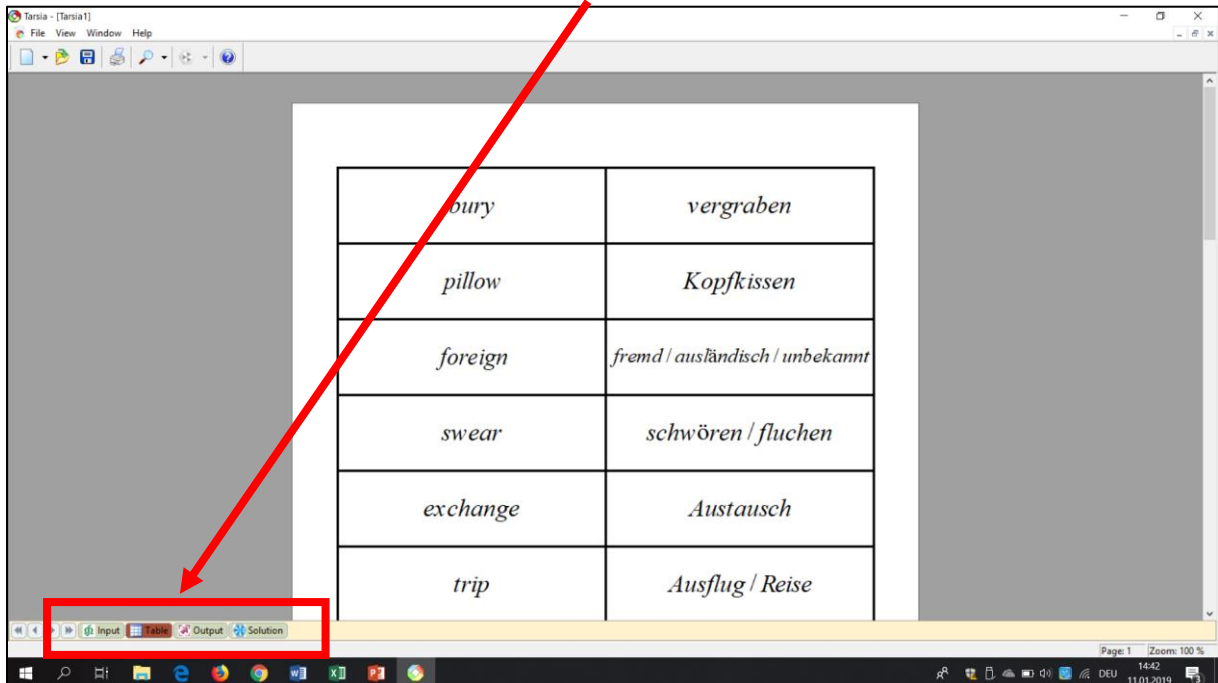 Tarsia - [Tarsia1]
File View Window Help
bury vergraben
pillow Kopfkissen
foreign fremd / ausländisch / unbekannt
swear schwören / fluchen
exchange Austausch
trip Ausflug / Reise
Input Table Output Solution
Page: 1 Zoom: 100 %
DEU
14:42
11.01.2019